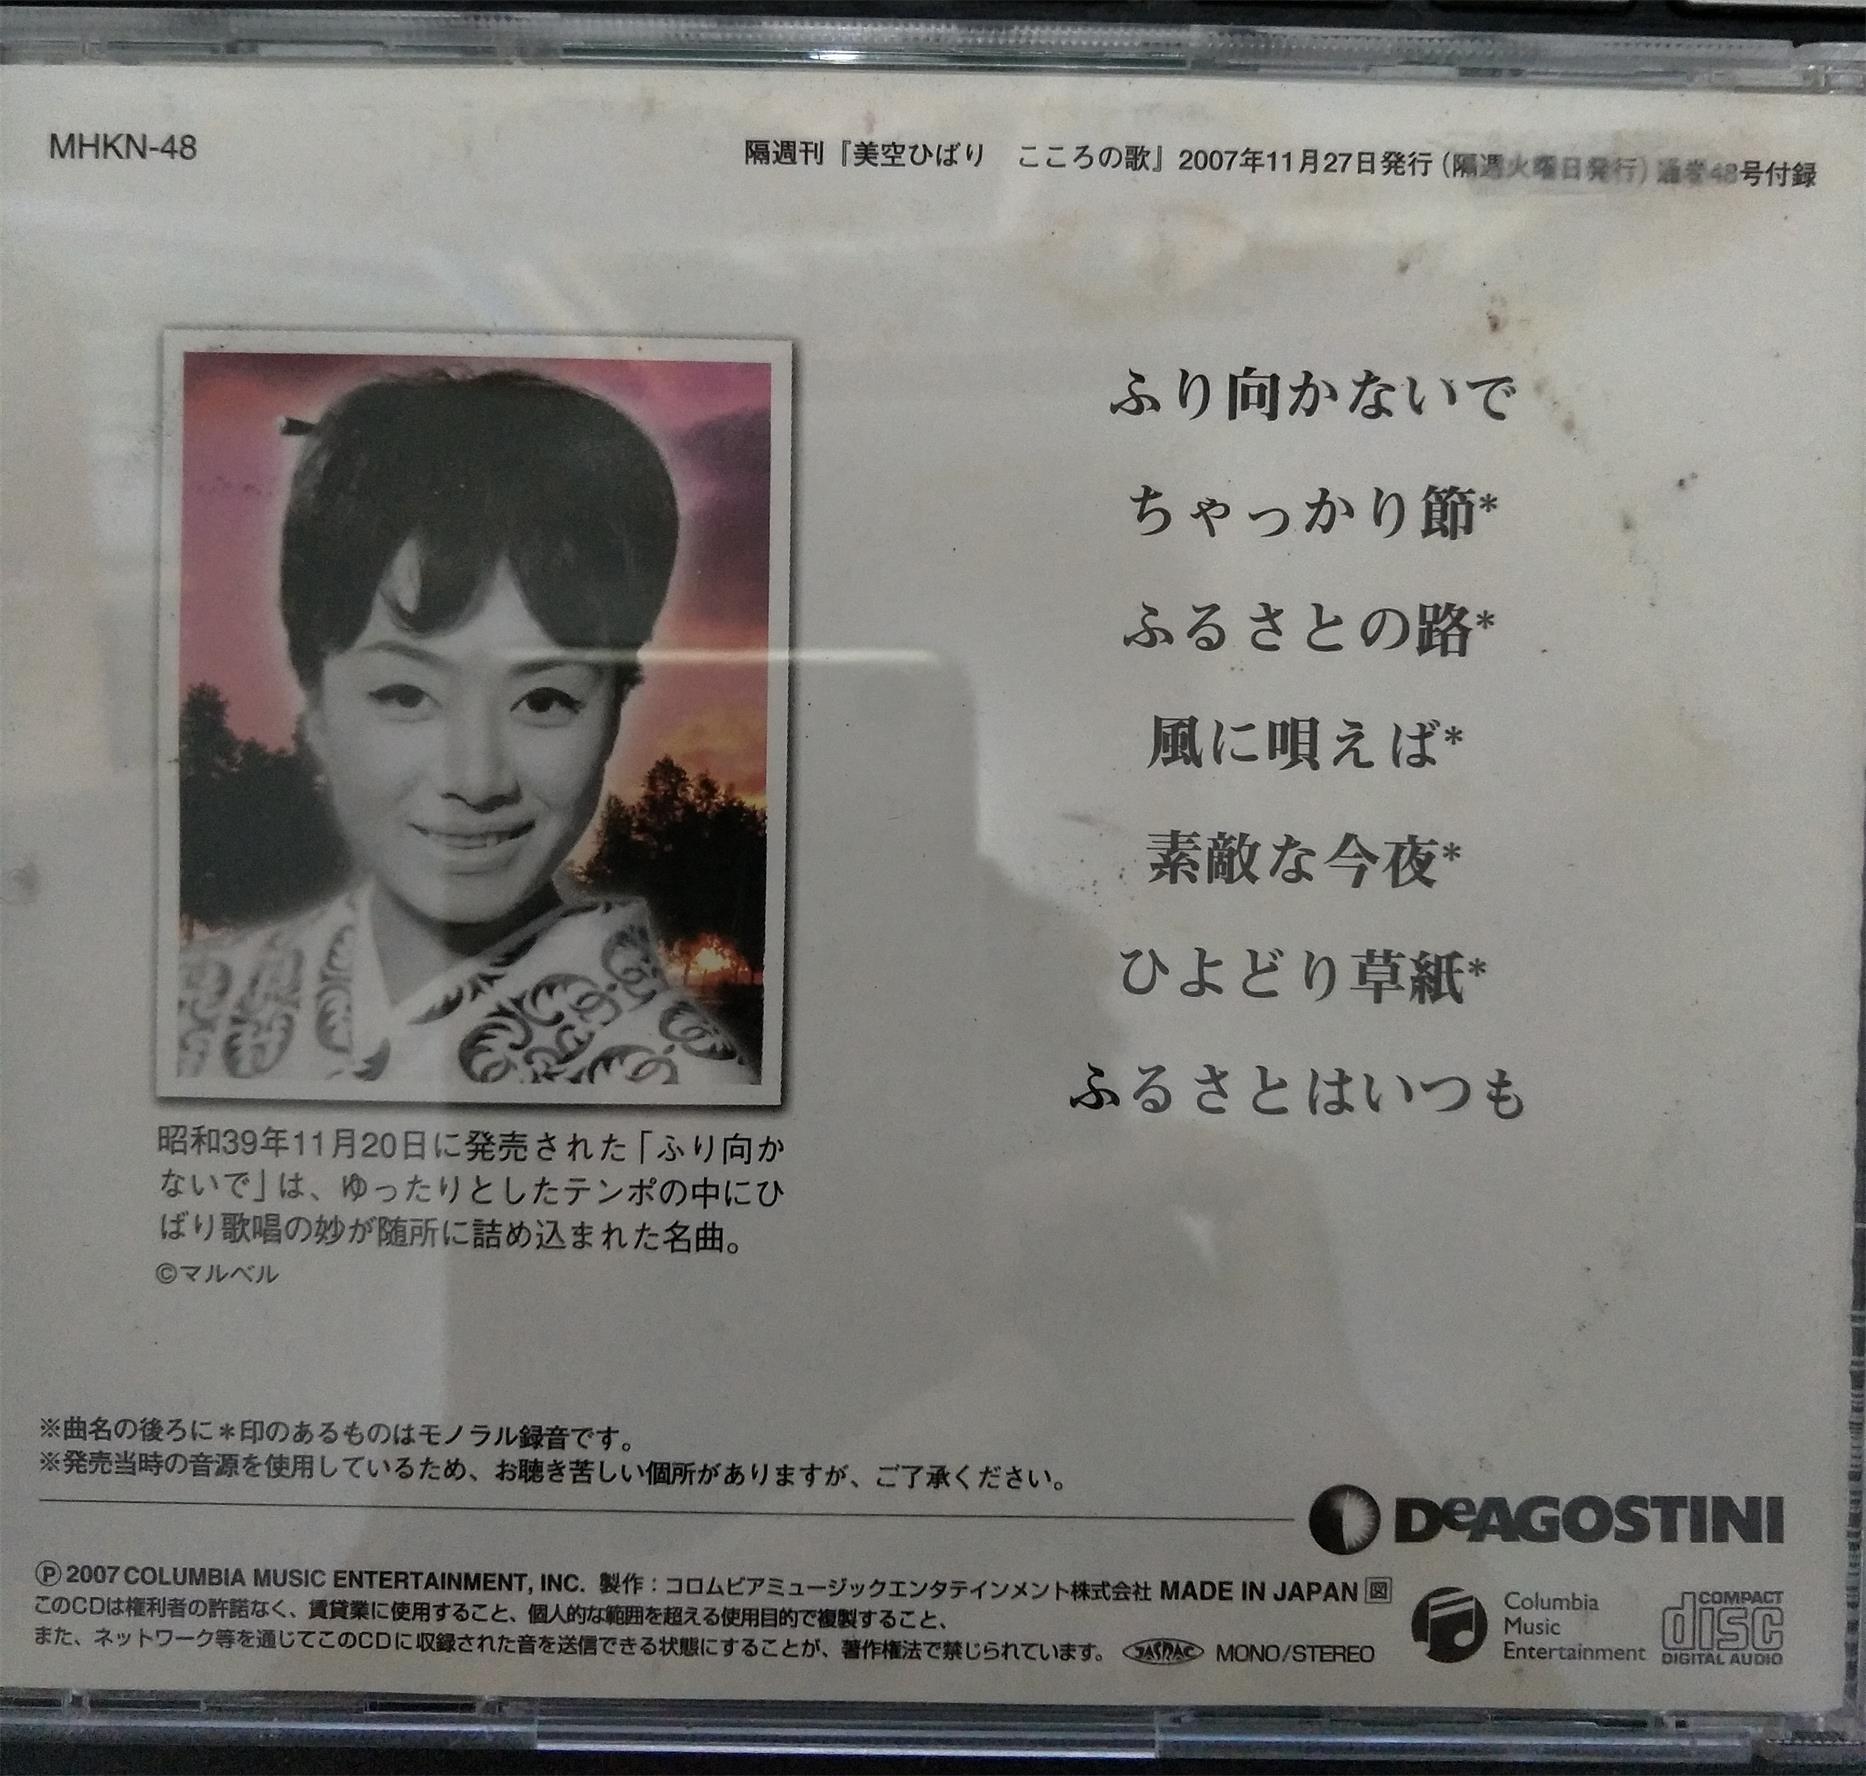 MHKN-48
隔週刊『美空ひばり　こころの歌』2007年11月27日発行(隔週火曜日発行) 通巻48号付録
ふり向かないで
ちゃっかり節*
ふるさとの路*
風に唄えば*
素敵な今夜*
ひよどり草紙*
ふるさとはいつも
昭和39年11月20日に発売された「ふり向か
ないで」は、ゆったりとしたテンポの中にひ
ばり歌唱の妙が随所に詰め込まれた名曲。
©マルベル
※曲名の後ろに*印のあるものはモノラル録音です。
※発売当時の音源を使用しているため、お聴き苦しい個所がありますが、ご了承ください。
DeAGOSTINI
Ⓟ2007 COLUMBIA MUSIC ENTERTAINMENT, INC. 製作：コロムビアミュージックエンタテインメント株式会社 MADE IN JAPAN 図
このCDは権利者の許諾なく、賃貸業に使用すること、個人的な範囲を超える使用目的で複製すること、
また、ネットワーク等を通じてこのCDに収録された音を送信できる状態にすることが、著作権法で禁じられています。 JASRAC MONO/STEREO
Columbia
Music
Entertainment
COMPACT
disc
DIGITAL AUDIO